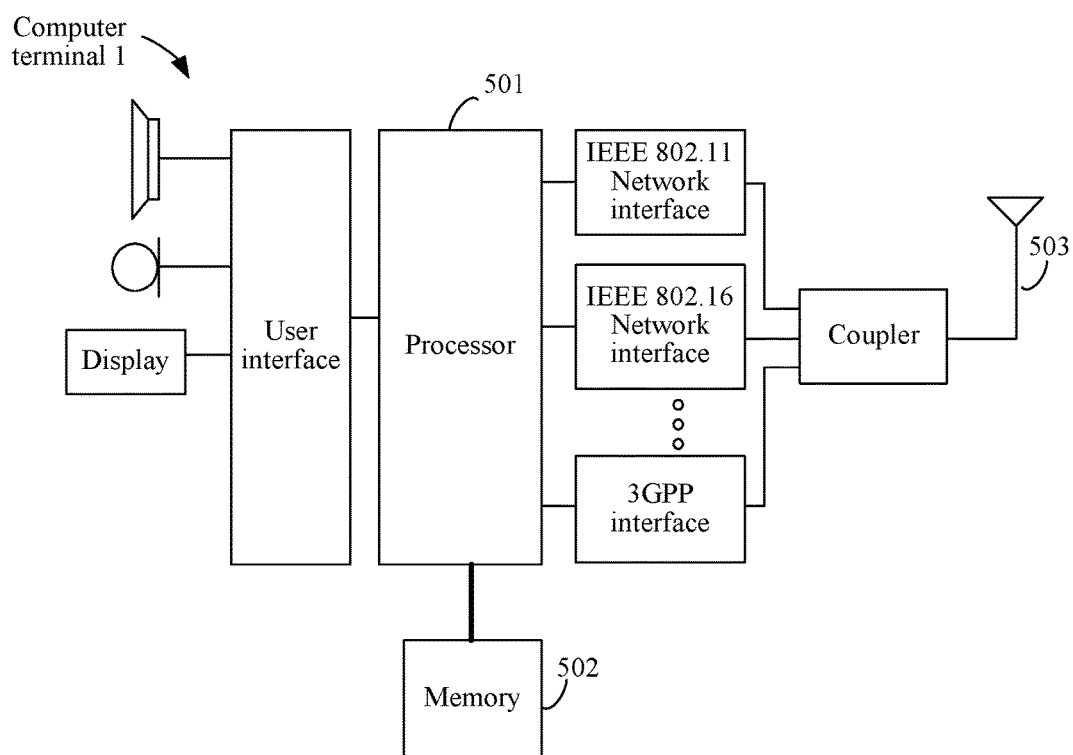 Computer
terminal 1
501
IEEE 802.11
Network
interface
503
IEEE 802.16
Network
interface
User
interface
Processor
Coupler
Display
3GPP
interface
502
Memory